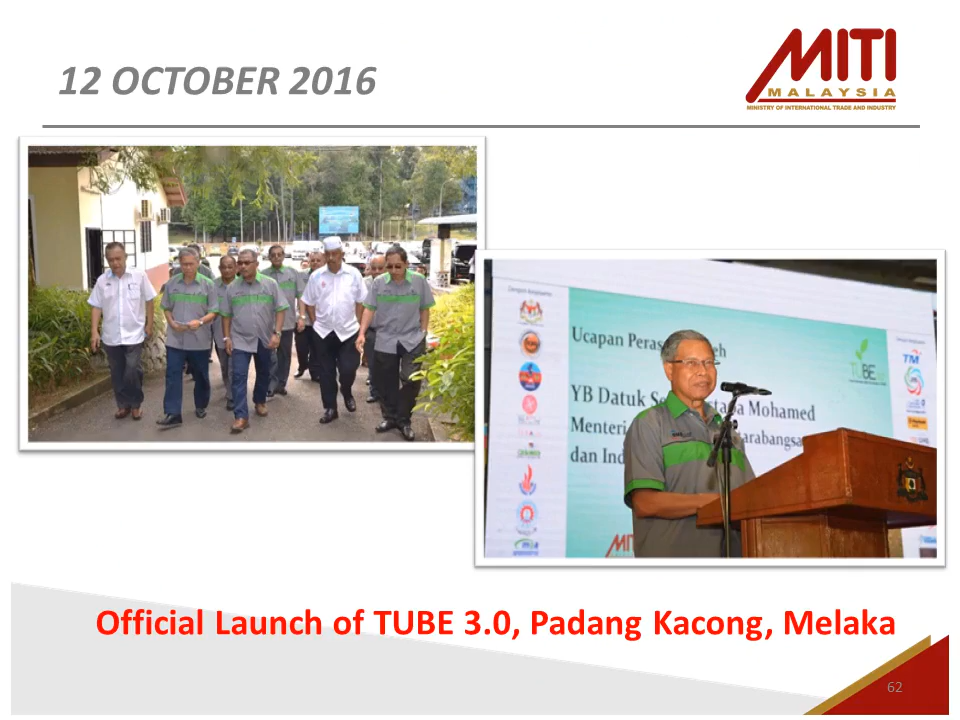 12 OCTOBER 2016
MITI
MALAYSIA
MINISTRY OF INTERNATIONAL TRADE AND INDUSTRY
Ucapan
YB Datuk Mohamed
Menteri
dan
TUBE
TM
Official Launch of TUBE 3.0, Padang Kacong, Melaka
62